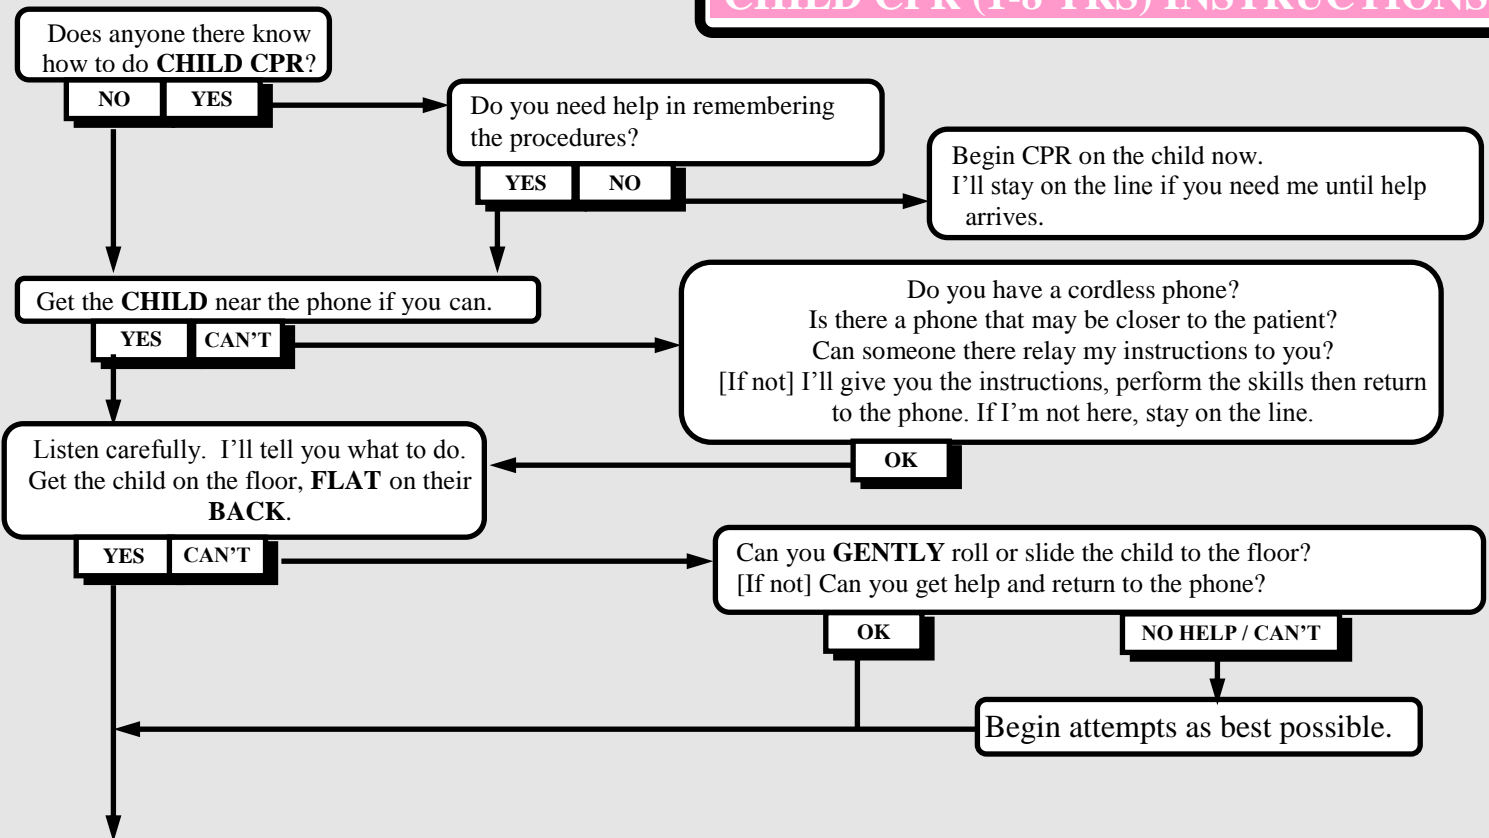 CHILD CPR (1-8 YRS) INSTRUCTIONS
Does anyone there know
how to do CHILD CPR?
NO YES
Do you need help in remembering
the procedures?
YES NO
Begin CPR on the child now.
I’ll stay on the line if you need me until help
arrives.
Get the CHILD near the phone if you can.
YES CAN’T
Do you have a cordless phone?
Is there a phone that may be closer to the patient?
Can someone there relay my instructions to you?
[If not] I’ll give you the instructions, perform the skills then return
to the phone. If I’m not here, stay on the line.
OK
Listen carefully. I’ll tell you what to do.
Get the child on the floor, FLAT on their
BACK.
YES CAN’T
Can you GENTLY roll or slide the child to the floor?
[If not] Can you get help and return to the phone?
OK
NO HELP / CAN’T
Begin attempts as best possible.